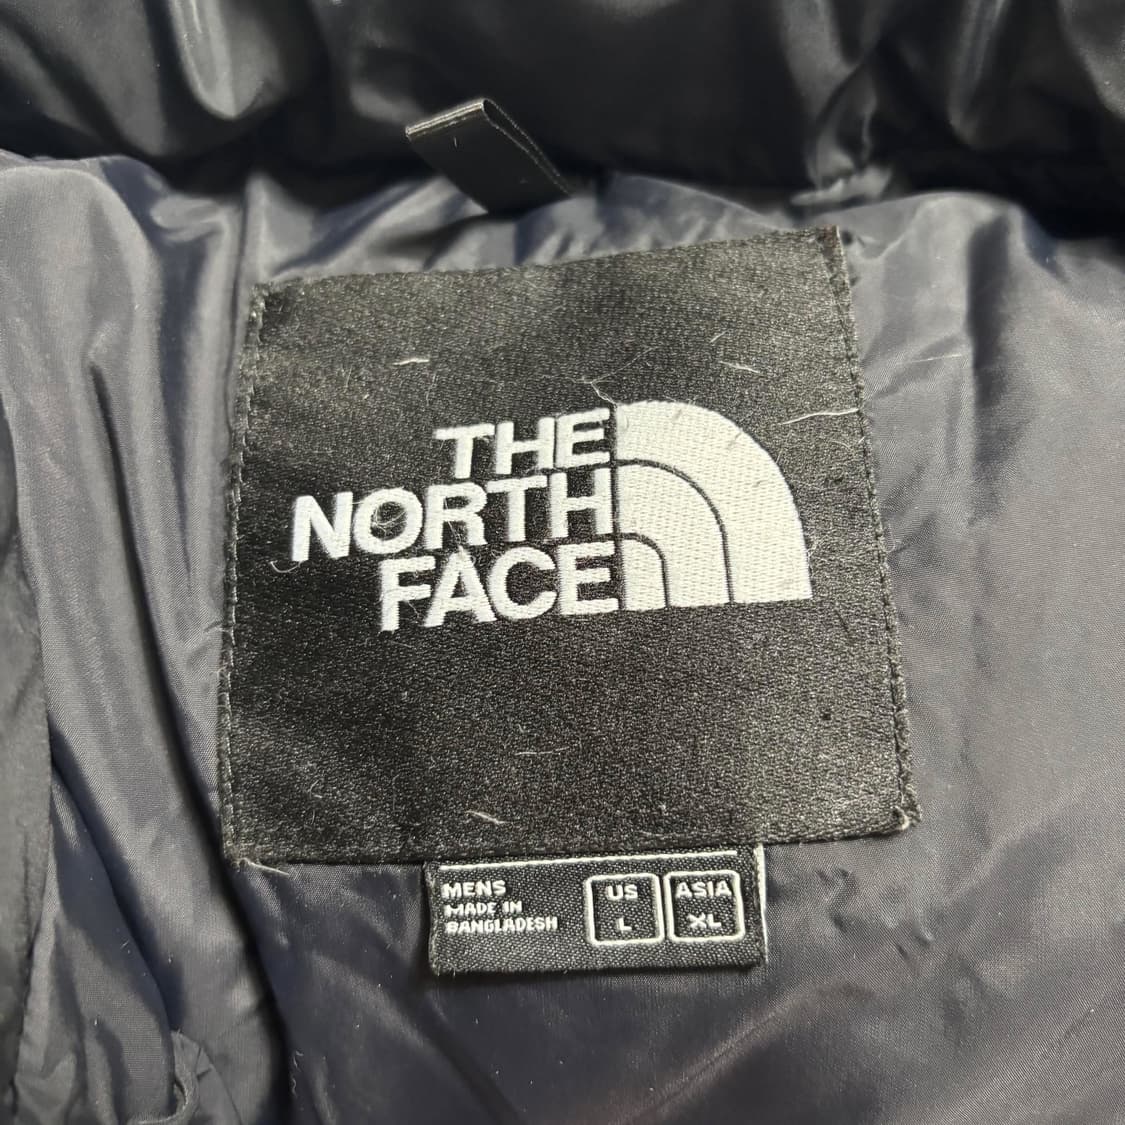 THE
NORTH
FACE
MENS
MADE IN
BANGLADESH
US
L
ASIA
XL